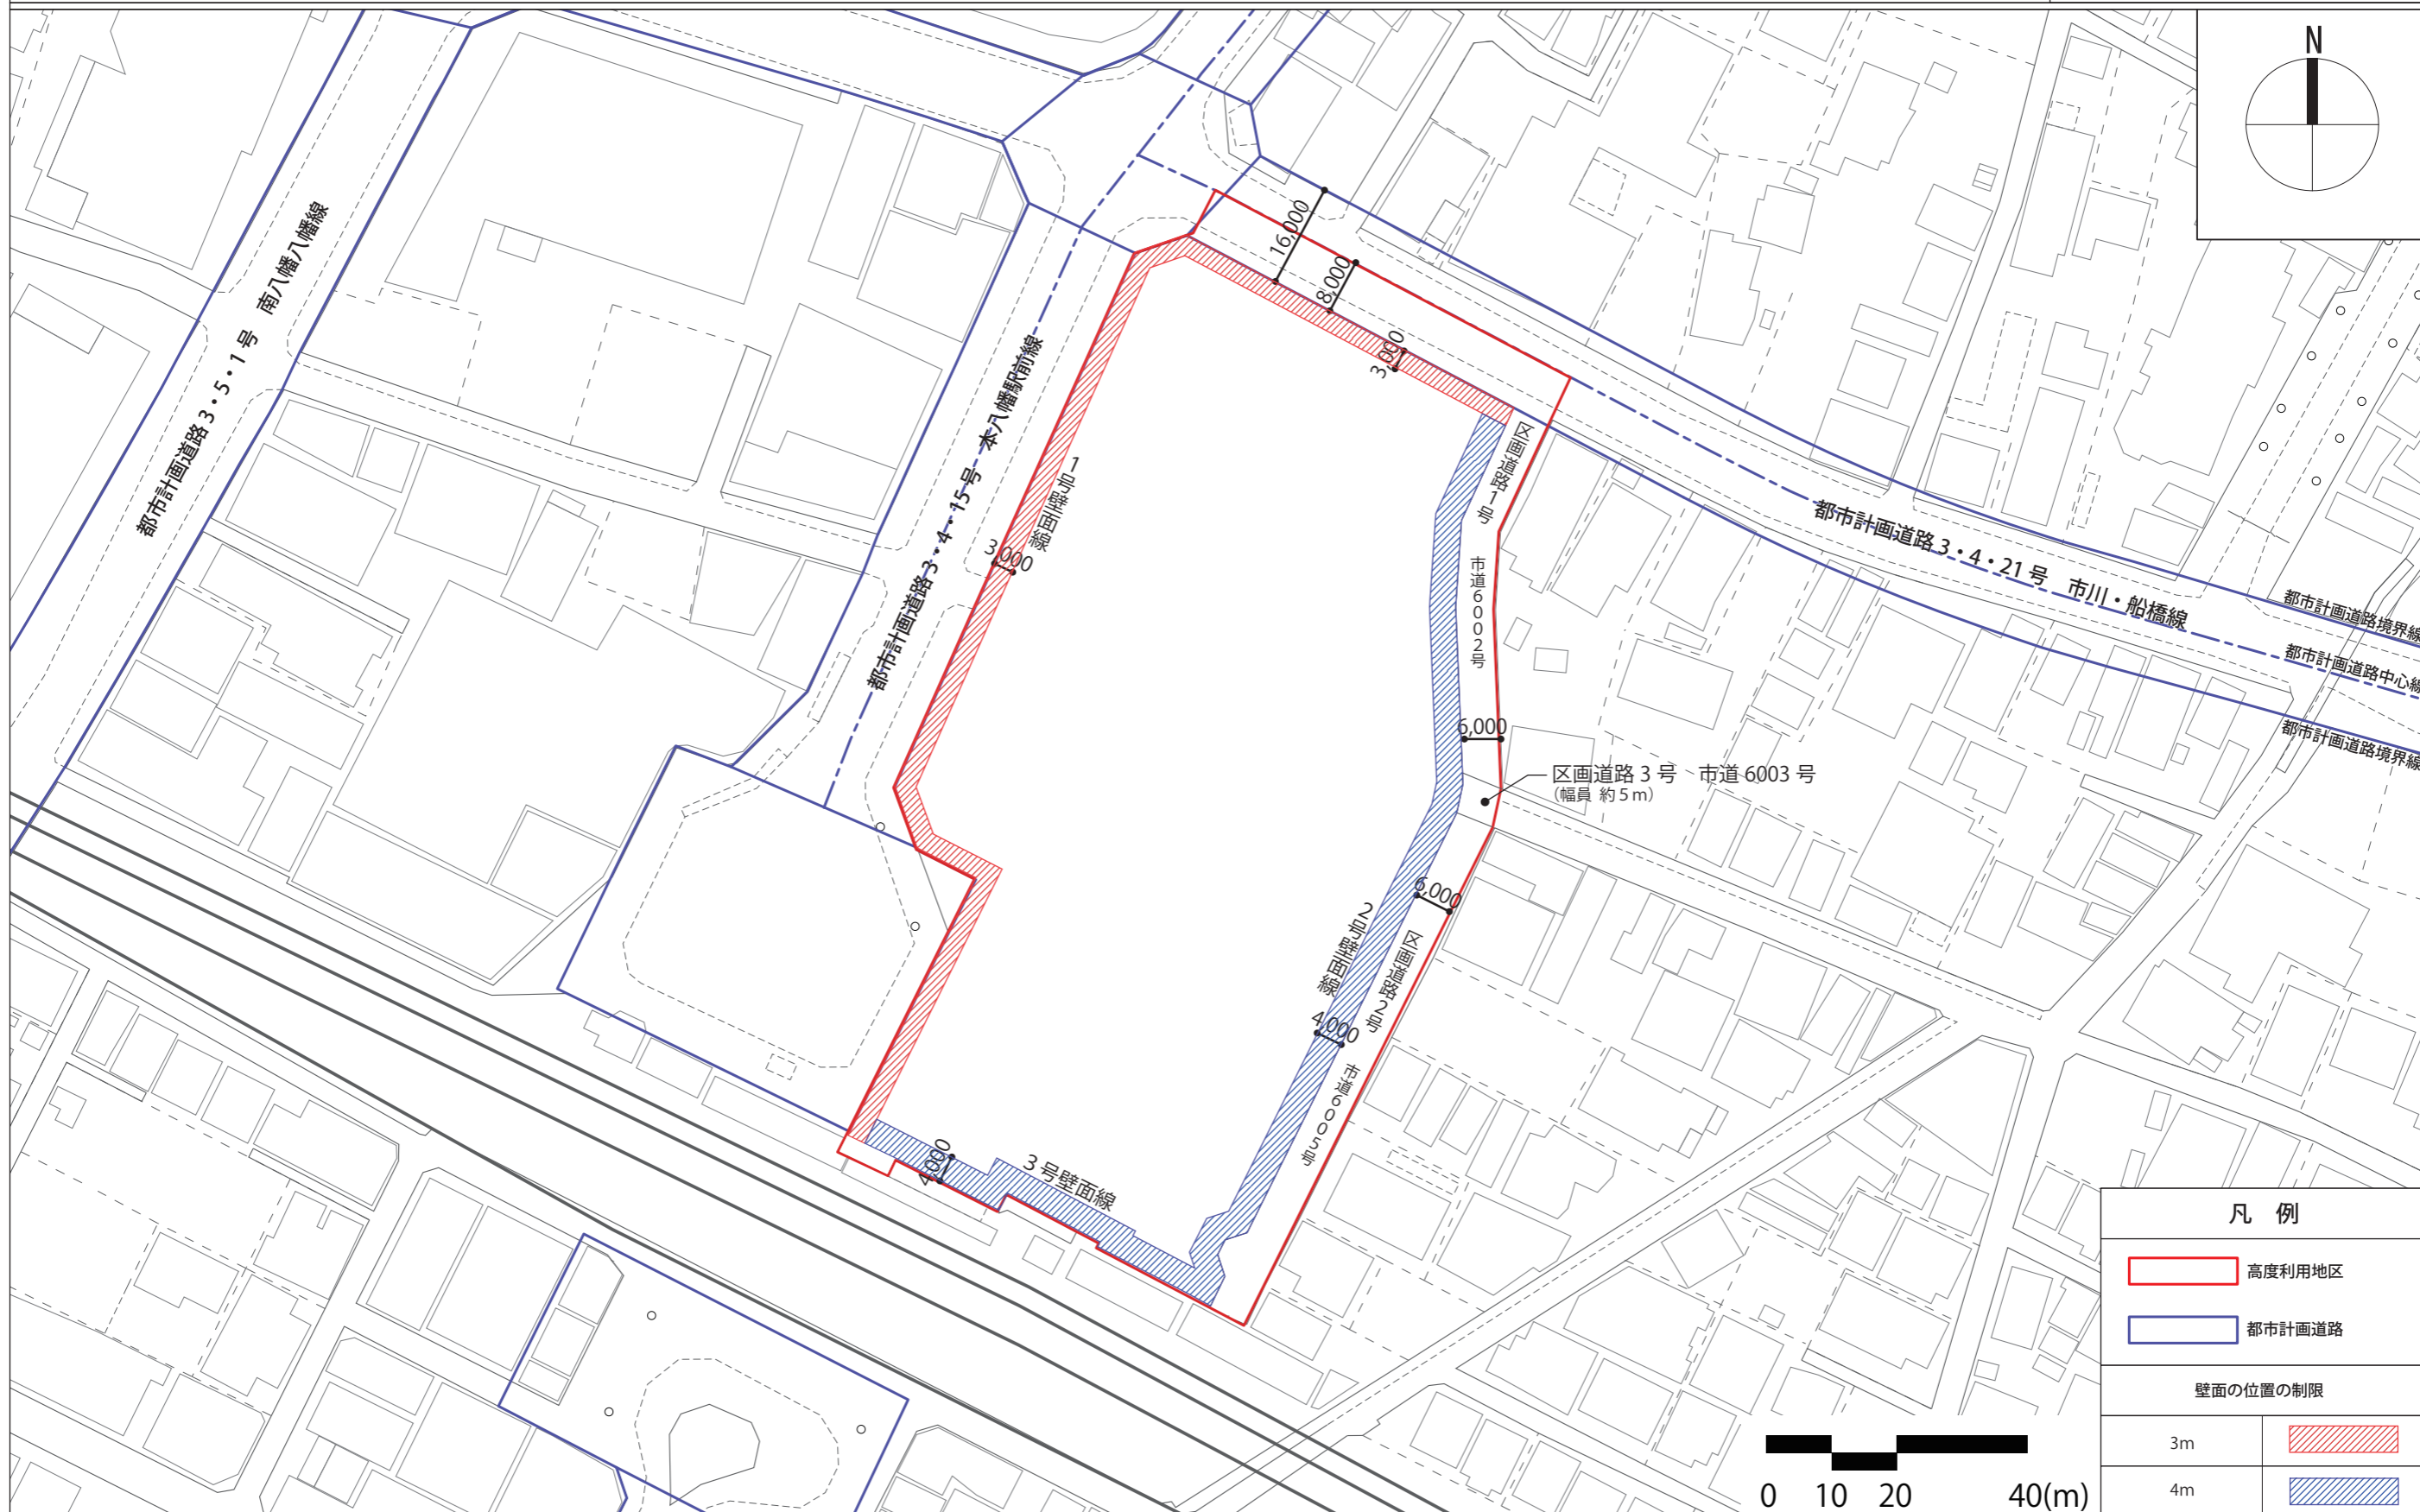 N
都市計画道路3・5・1号　南八幡八幡線
都市計画道路3・4・15号　本八幡駅前線
1号壁面線
3,000
16,000
8,000
3,000
区画道路1号　市道6002号
都市計画道路3・4・21号　市川・船橋線
都市計画道路境界線
都市計画道路中心線
都市計画道路境界線
6,000
区画道路3号　市道6003号
（幅員 約5m）
6,000
2号壁面線
区画道路2号　市道6005号
4,000
4,000
3号壁面線
凡　例
高度利用地区
都市計画道路
壁面の位置の制限
3m
4m
0 10 20 40(m)